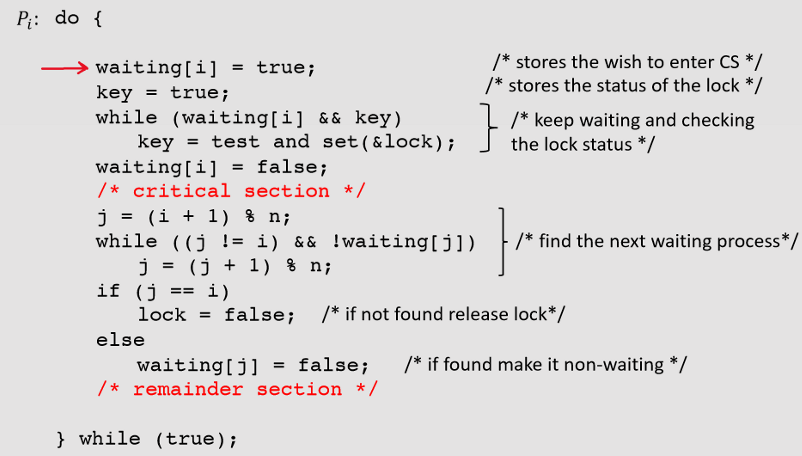 Pi: do {
waiting[i] = true; /* stores the wish to enter CS */
key = true; /* stores the status of the lock */
while (waiting[i] && key) /* keep waiting and checking
key = test and set(&lock); the lock status */
waiting[i] = false;
/* critical section */
j = (i + 1) % n;
while ((j != i) && !waiting[j]) /* find the next waiting process*/
j = (j + 1) % n;
if (j == i)
lock = false; /* if not found release lock*/
else
waiting[j] = false; /* if found make it non-waiting */
/* remainder section */
} while (true);